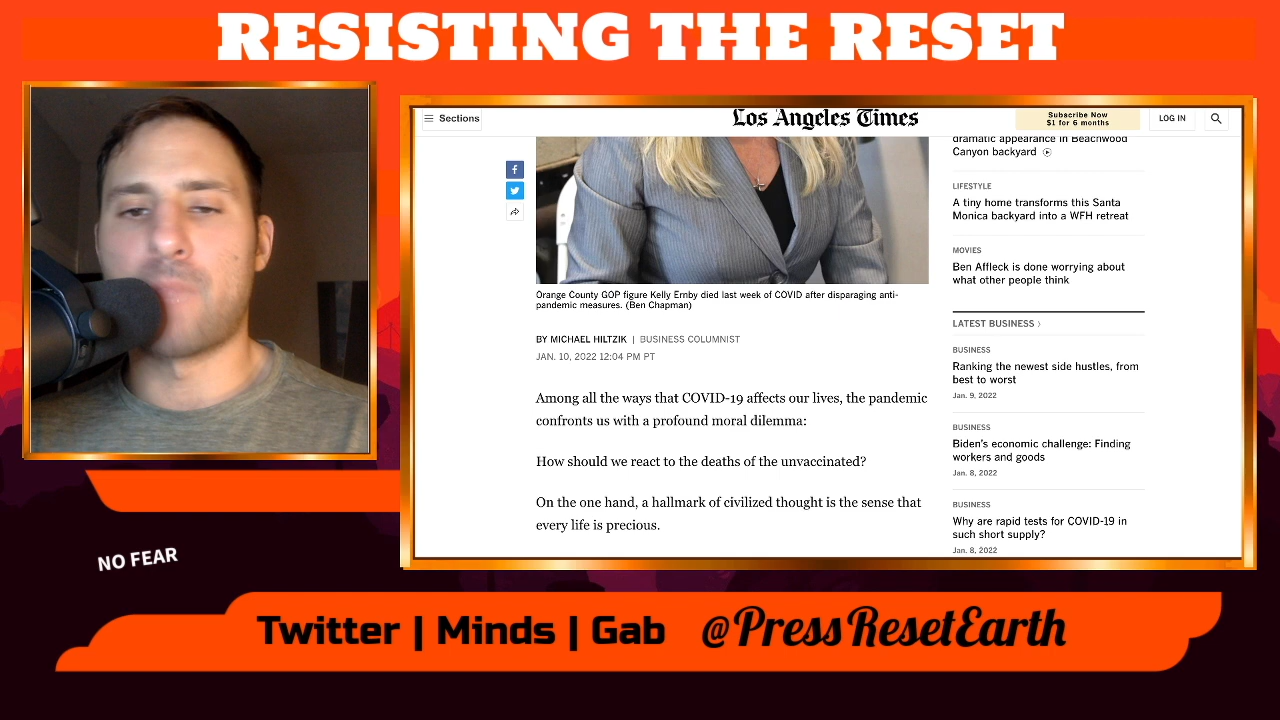 RESISTING THE RESET
Sections
Los Angeles Times
Subscribe Now
$1 for 6 months
LOG IN
Orange County GOP figure Kelly Ernby died last week of COVID after disparaging anti-
pandemic measures. (Ben Chapman)
BY MICHAEL HILTZIK | BUSINESS COLUMNIST
JAN. 10, 2022 12:04 PM PT
Among all the ways that COVID-19 affects our lives, the pandemic
confronts us with a profound moral dilemma:
How should we react to the deaths of the unvaccinated?
On the one hand, a hallmark of civilized thought is the sense that
every life is precious.
dramatic appearance in Beachwood
Canyon backyard
LIFESTYLE
A tiny home transforms this Santa
Monica backyard into a WFH retreat
MOVIES
Ben Affleck is done worrying about
what other people think
LATEST BUSINESS
BUSINESS
Ranking the newest side hustles, from
best to worst
Jan. 9, 2022
BUSINESS
Biden's economic challenge: Finding
workers and goods
Jan. 8, 2022
BUSINESS
Why are rapid tests for COVID-19 in
such short supply?
Jan. 8, 2022
NO FEAR
Twitter | Minds | Gab @PressResetEarth